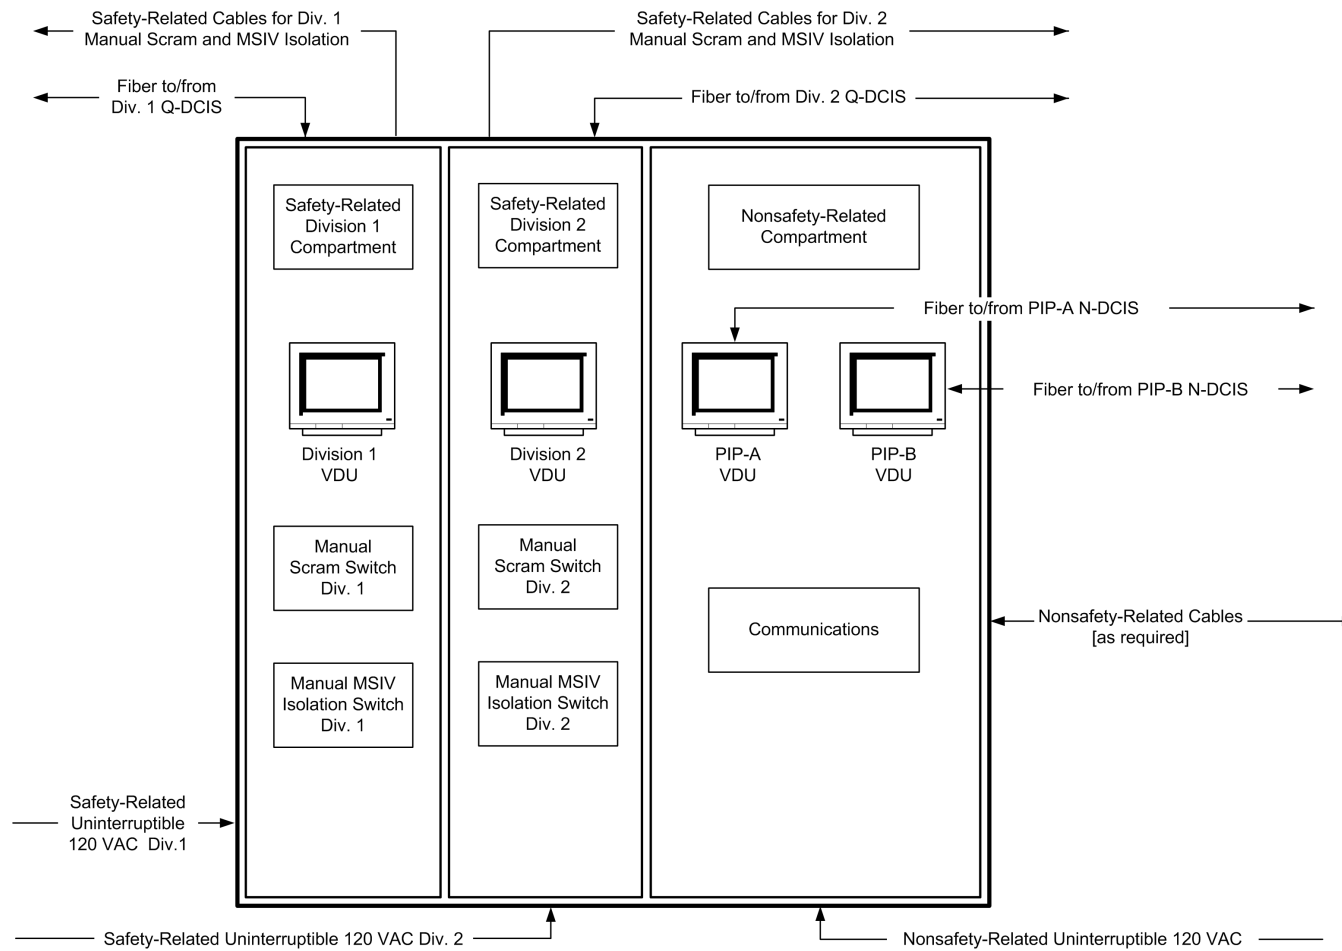 Safety-Related Cables for Div. 1
Manual Scram and MSIV Isolation
Safety-Related Cables for Div. 2
Manual Scram and MSIV Isolation
Fiber to/from
Div. 1 Q-DCIS
Fiber to/from Div. 2 Q-DCIS
Safety-Related
Division 1
Compartment
Safety-Related
Division 2
Compartment
Nonsafety-Related
Compartment
Fiber to/from PIP-A N-DCIS
Fiber to/from PIP-B N-DCIS
Division 1
VDU
Division 2
VDU
PIP-A
VDU
PIP-B
VDU
Manual
Scram Switch
Div. 1
Manual
Scram Switch
Div. 2
Communications
Nonsafety-Related Cables
[as required]
Manual MSIV
Isolation Switch
Div. 1
Manual MSIV
Isolation Switch
Div. 2
Safety-Related
Uninterruptible
120 VAC Div.1
Safety-Related Uninterruptible 120 VAC Div. 2
Nonsafety-Related Uninterruptible 120 VAC